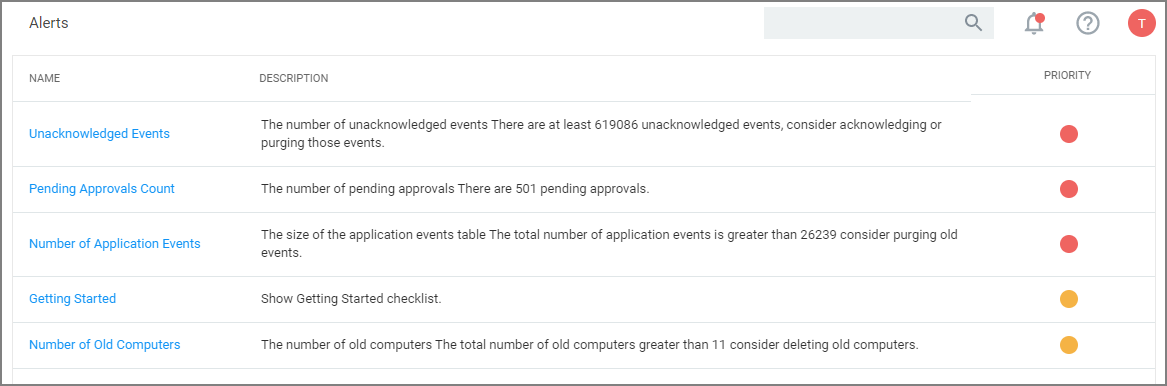 Alerts
T
NAME
DESCRIPTION
PRIORITY
Unacknowledged Events
The number of unacknowledged events There are at least 619086 unacknowledged events, consider acknowledging or
purging those events.
Pending Approvals Count
The number of pending approvals There are 501 pending approvals.
Number of Application Events
The size of the application events table The total number of application events is greater than 26239 consider purging old
events.
Getting Started
Show Getting Started checklist.
Number of Old Computers
The number of old computers The total number of old computers greater than 11 consider deleting old computers.